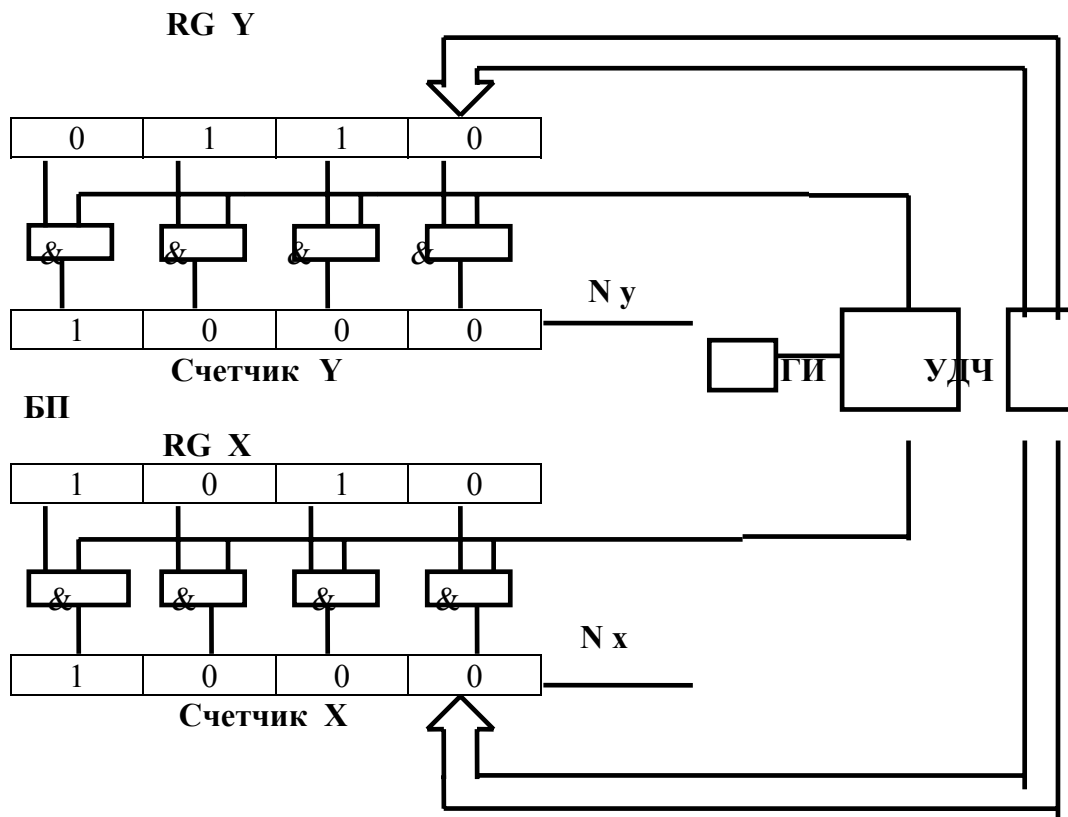 RG Y
0 1 1 0
& & & &
N y
1 0 0 0
Счетчик Y
ГИ УДЧ
БП
RG X
1 0 1 0
& & & &
N x
1 0 0 0
Счетчик X